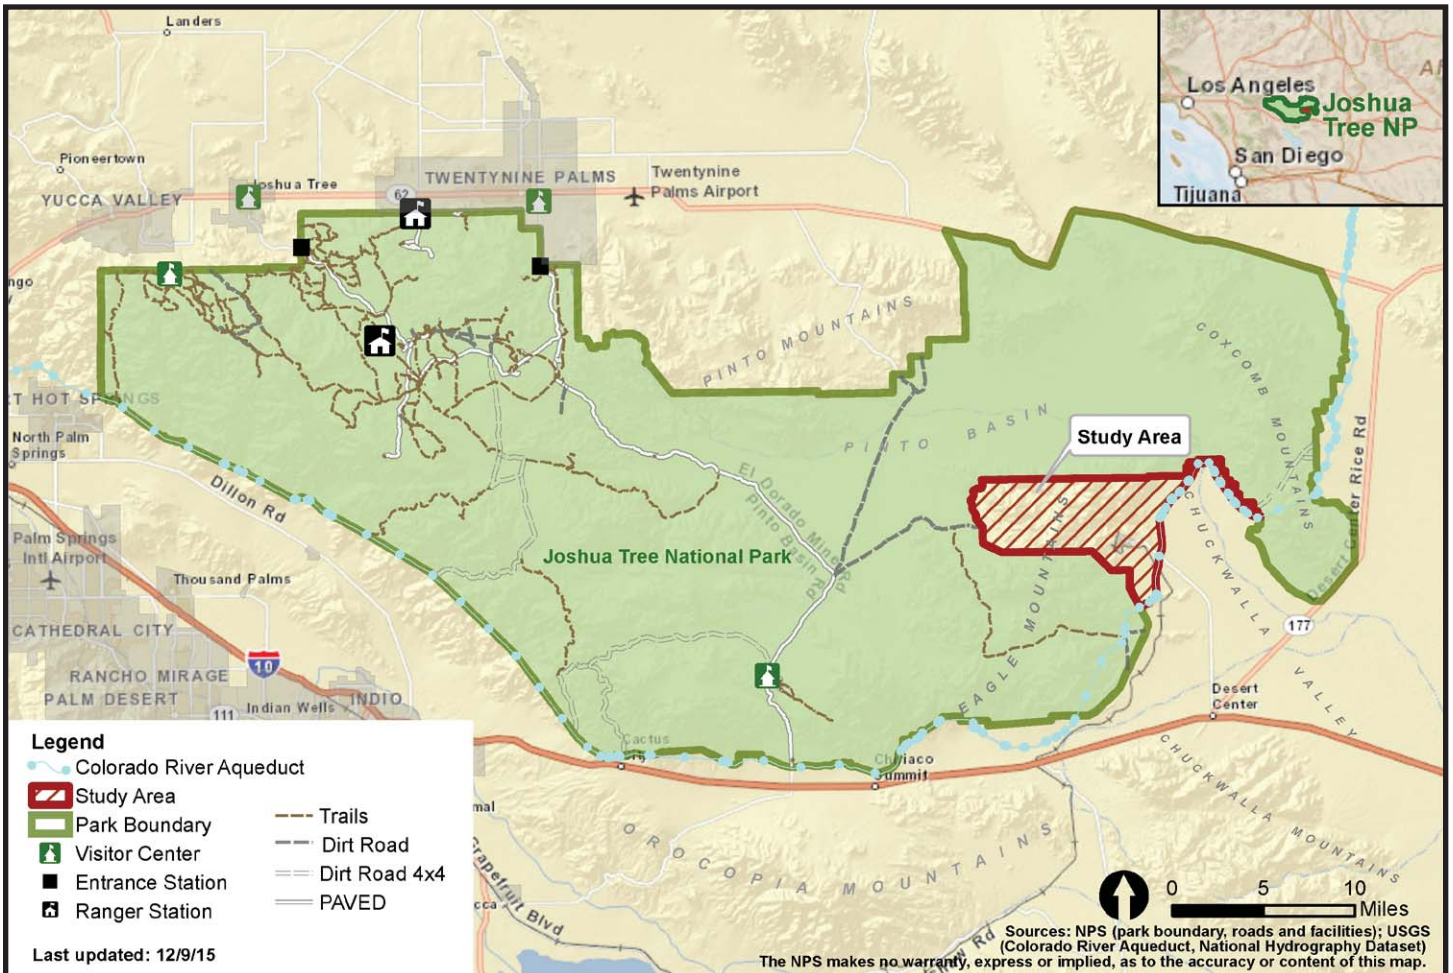 Landers
Los Angeles
Joshua
Tree NP
San Diego
Tijuana
Pioneertown
Joshua Tree
62
TWENTYNINE PALMS
Twentynine
Palms Airport
YUCCA VALLEY
PINTO MOUNTAINS
COXCOMB MOUNTAINS
PINTO BASIN
Study Area
North Palm
Springs
Dillon Rd
El Dorado Mine Rd
Pinto Basin Rd
Desert Center Rice Rd
Joshua Tree National Park
Palm Springs
Intl Airport
Thousand Palms
EAGLE MOUNTAINS
CHUCKWALLA VALLEY
177
CATHEDRAL CITY
10
RANCHO MIRAGE
PALM DESERT
Indian Wells
INDIO
111
Desert
Center
Cactus
Chiriaco
Summit
CHUCKWALLA MOUNTAINS
OROCOPIA MOUNTAINS
Grapefruit Blvd
Legend
Colorado River Aqueduct
Study Area
Park Boundary
Visitor Center
Entrance Station
Ranger Station
Trails
Dirt Road
Dirt Road 4x4
PAVED
Last updated: 12/9/15
0 5 10
Miles
Sources: NPS (park boundary, roads and facilities); USGS
(Colorado River Aqueduct, National Hydrography Dataset)
The NPS makes no warranty, express or implied, as to the accuracy or content of this map.